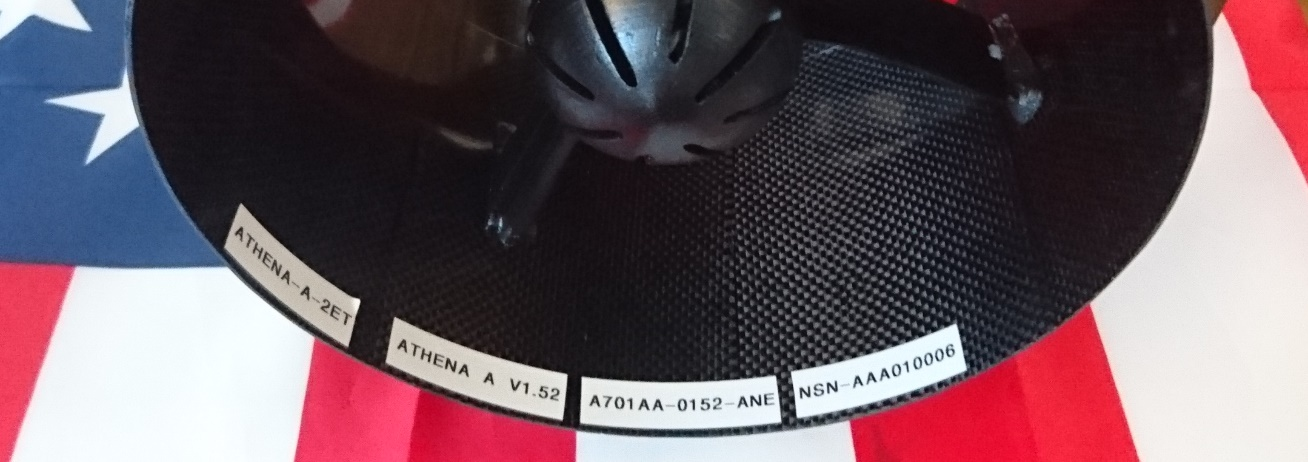 ATHENA-A-2ET
ATHENA A V1.52
A701AA-0152-ANE
NSN-AAA010006